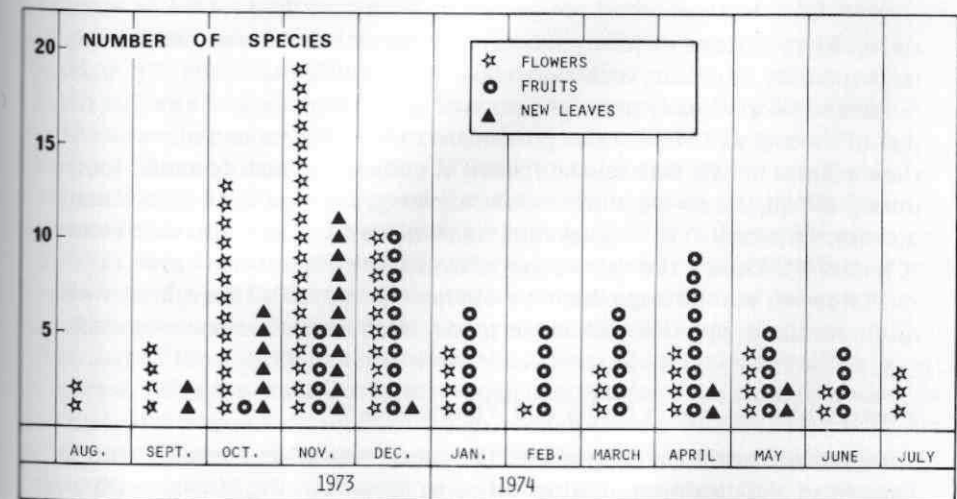 20
NUMBER OF SPECIES
FLOWERS
FRUITS
NEW LEAVES
15
10
5
AUG. SEPT. OCT. NOV. DEC. JAN. FEB. MARCH APRIL MAY JUNE JULY
1973 1974